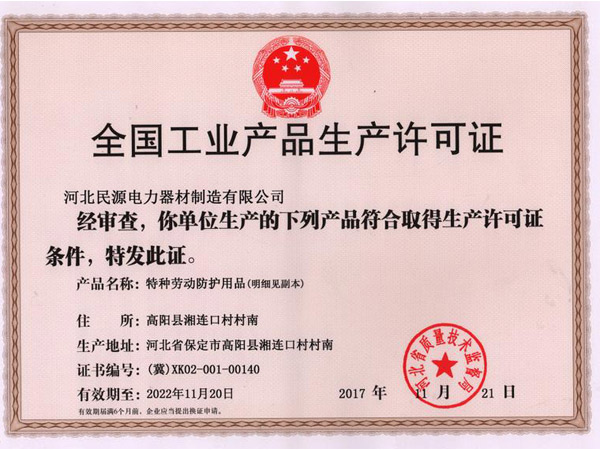 全国工业产品生产许可证
河北民源电力器材制造有限公司
经审查，你单位生产的下列产品符合取得生产许可证
条件，特发此证。
产品名称：特种劳动防护用品(明细见副本)
住 所：高阳县湘连口村村南
生产地址：河北省保定市高阳县湘连口村村南
证书编号：(冀)XK02-001-00140
有效期至：2022年11月20日
2017 年 11 月 21 日
有效期届满6个月前，企业应当提出换证申请。
河北省质量技术监督局